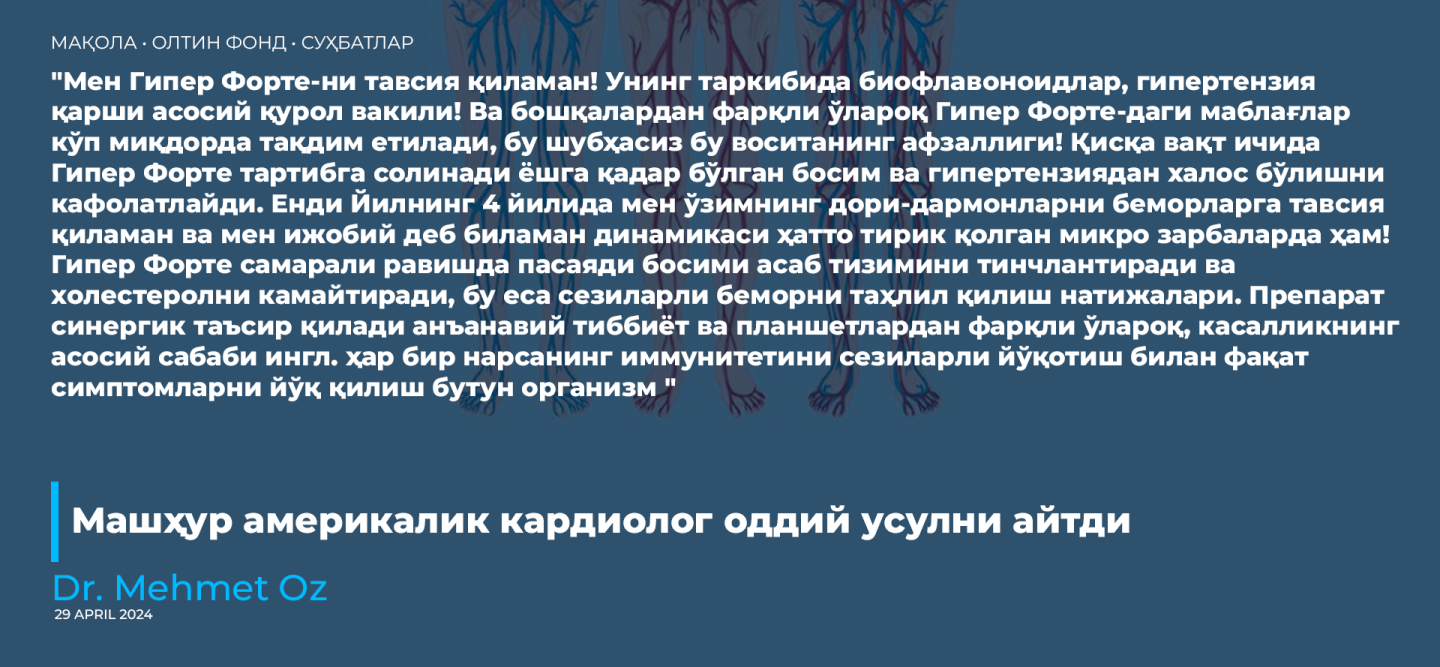 МАҚОЛА • ОЛТИН ФОНД • СУҲБАТЛАР
"Мен Гипер Форте-ни тавсия қиламан! Унинг таркибида биофлавоноидлар, гипертензия
қарши асосий қурол вакили! Ва бошқалардан фарқли ўлароқ Гипер Форте-даги маблағлар
кўп миқдорда тақдим етилади, бу шубҳасиз бу воситанинг афзаллиги! Қисқа вақт ичида
Гипер Форте тартибга солинади ёшга қадар бўлган босим ва гипертензиядан халос бўлишни
кафолатлайди. Енди Йилнинг 4 йилида мен ўзимнинг дори-дармонларни беморларга тавсия
қиламан ва мен ижобий деб биламан динамикаси ҳатто тирик қолган микро зарбаларда ҳам!
Гипер Форте самарали равишда пасаяди босими асаб тизимини тинчлантиради ва
холестеролни камайтиради, бу еса сезиларли беморни таҳлил қилиш натижалари. Препарат
синергик таъсир қилади анъанавий тиббиёт ва планшетлардан фарқли ўлароқ, касалликнинг
асосий сабаби ингл. ҳар бир нарсанинг иммунитетини сезиларли йўқотиш билан фақат
симптомларни йўқ қилиш бутун организм "
Машҳур америкалик кардиолог оддий усулни айтди
Dr. Mehmet Oz
29 APRIL 2024